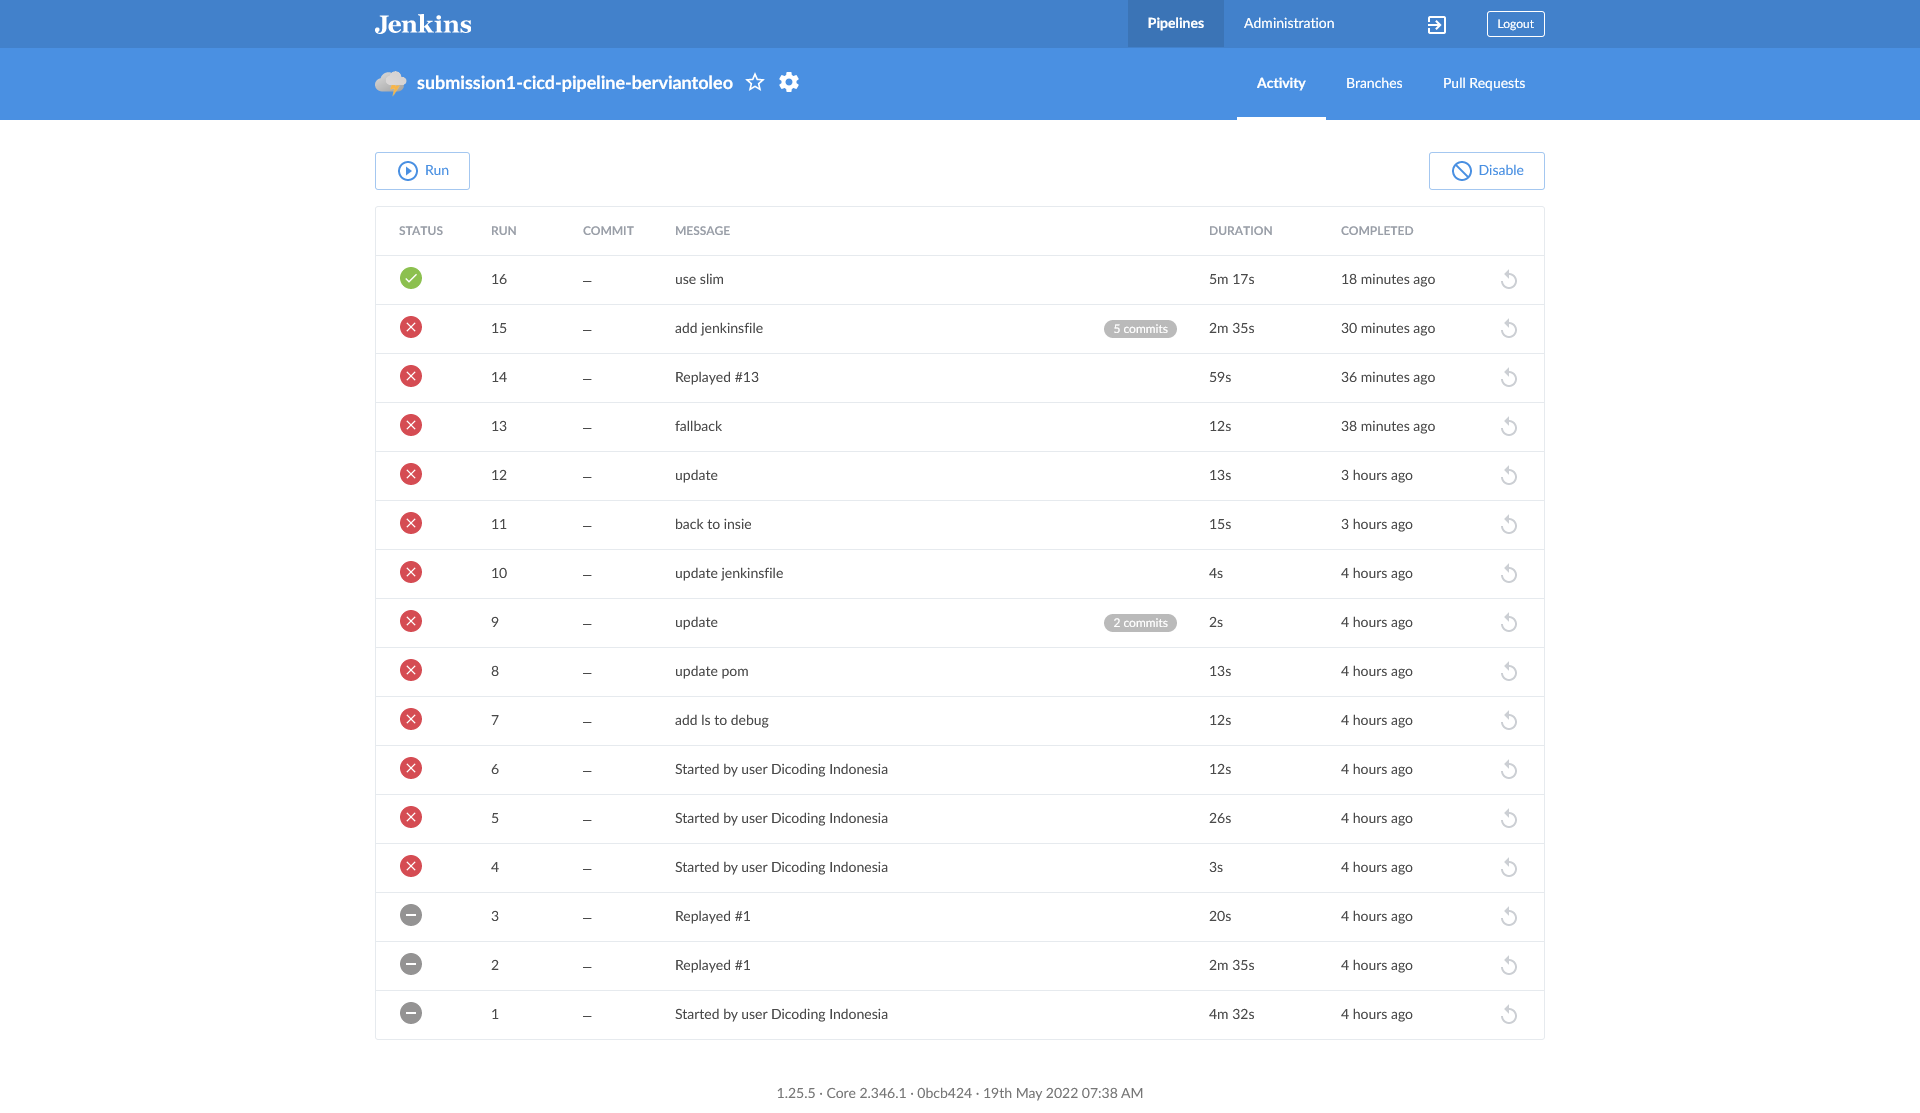 Jenkins Pipelines Administration Logout
submission1-cicd-pipeline-berviantoleo Activity Branches Pull Requests
Run Disable
STATUS RUN COMMIT MESSAGE DURATION COMPLETED
16 – use slim 5m 17s 18 minutes ago
15 – add jenkinsfile 5 commits 2m 35s 30 minutes ago
14 – Replayed #13 59s 36 minutes ago
13 – fallback 12s 38 minutes ago
12 – update 13s 3 hours ago
11 – back to insie 15s 3 hours ago
10 – update jenkinsfile 4s 4 hours ago
9 – update 2 commits 2s 4 hours ago
8 – update pom 13s 4 hours ago
7 – add ls to debug 12s 4 hours ago
6 – Started by user Dicoding Indonesia 12s 4 hours ago
5 – Started by user Dicoding Indonesia 26s 4 hours ago
4 – Started by user Dicoding Indonesia 3s 4 hours ago
3 – Replayed #1 20s 4 hours ago
2 – Replayed #1 2m 35s 4 hours ago
1 – Started by user Dicoding Indonesia 4m 32s 4 hours ago
1.25.5 · Core 2.346.1 · 0bcb424 · 19th May 2022 07:38 AM